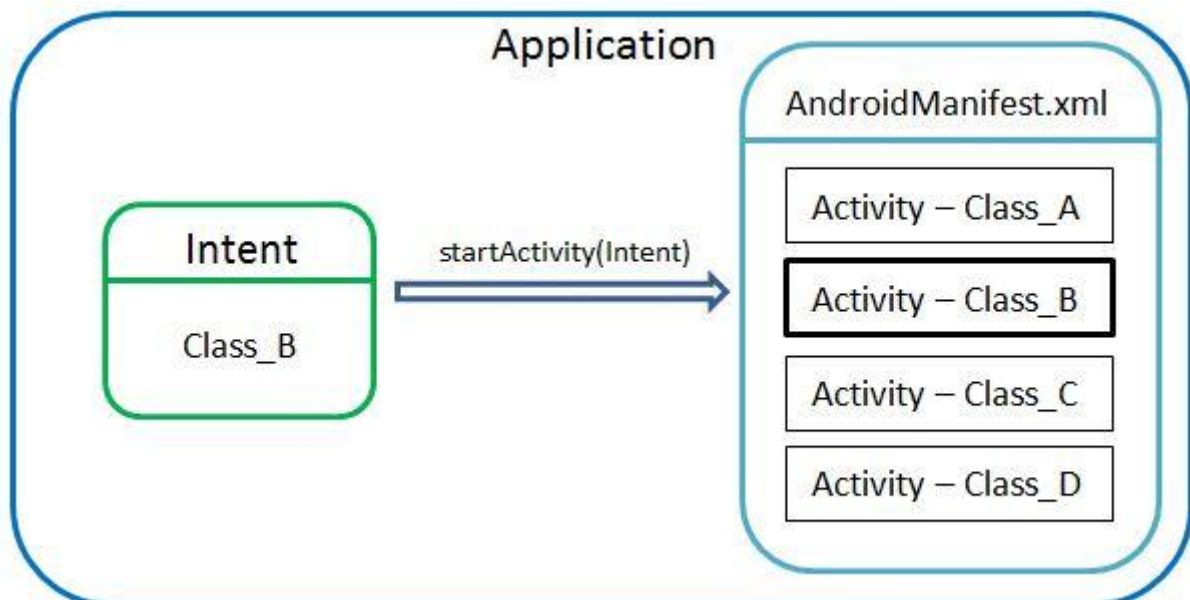 Application
AndroidManifest.xml
Activity – Class_A
Intent
startActivity(Intent)
Activity – Class_B
Class_B
Activity – Class_C
Activity – Class_D